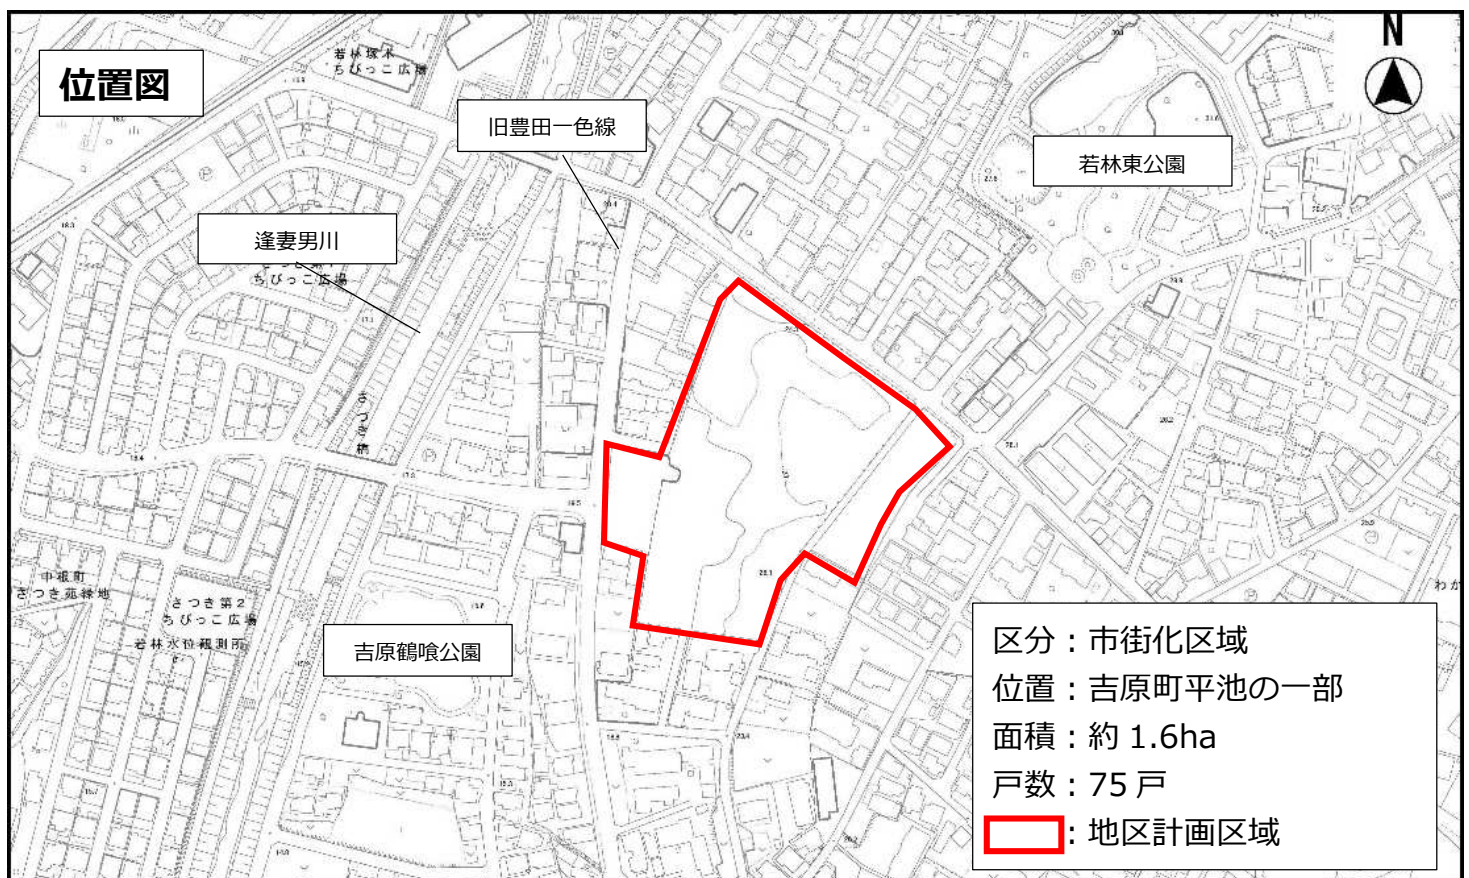 位置図
N
若林塚本
ちびっこ広場
旧豊田一色線
若林東公園
逢妻男川
ちびっこ広場
さつき橋
中根町
さつき苑緑地
さつき第2
ちびっこ広場
若林水位観測所
吉原鶴喰公園
わか
区分：市街化区域
位置：吉原町平池の一部
面積：約 1.6ha
戸数：75 戸
：地区計画区域